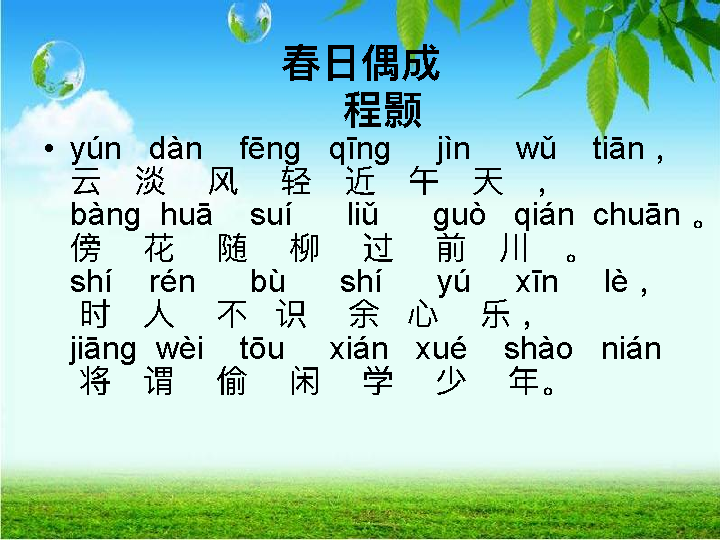 春日偶成
程颢
• yún dàn fēng qīng jìn wǔ tiān，
云 淡 风 轻 近 午 天 ，
bàng huā suí liǔ guò qián chuān 。
傍 花 随 柳 过 前 川 。
shí rén bù shí yú xīn lè，
时 人 不 识 余 心 乐，
jiāng wèi tōu xián xué shào nián
将 谓 偷 闲 学 少 年。